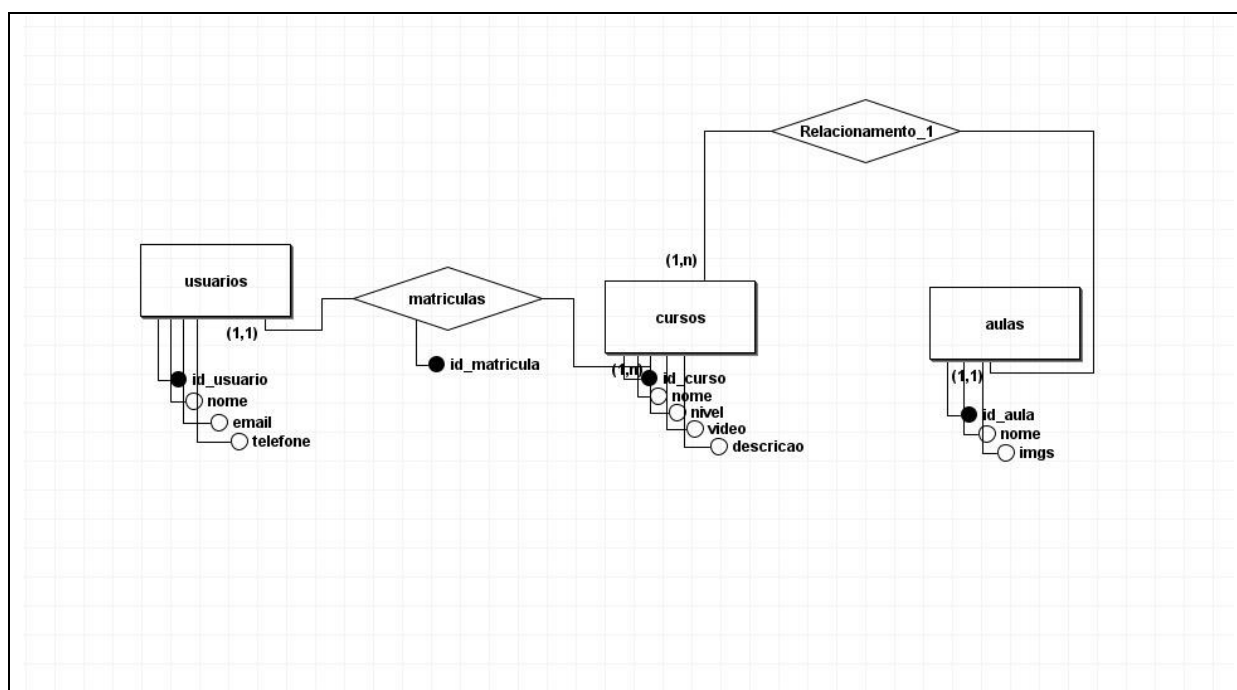 Relacionamento_1
(1,n)
usuarios
matriculas
cursos
aulas
(1,1)
id_matricula
(1,n)
id_curso
(1,1)
id_usuario
nome
nome
email
nivel
id_aula
telefone
video
nome
descricao
imgs